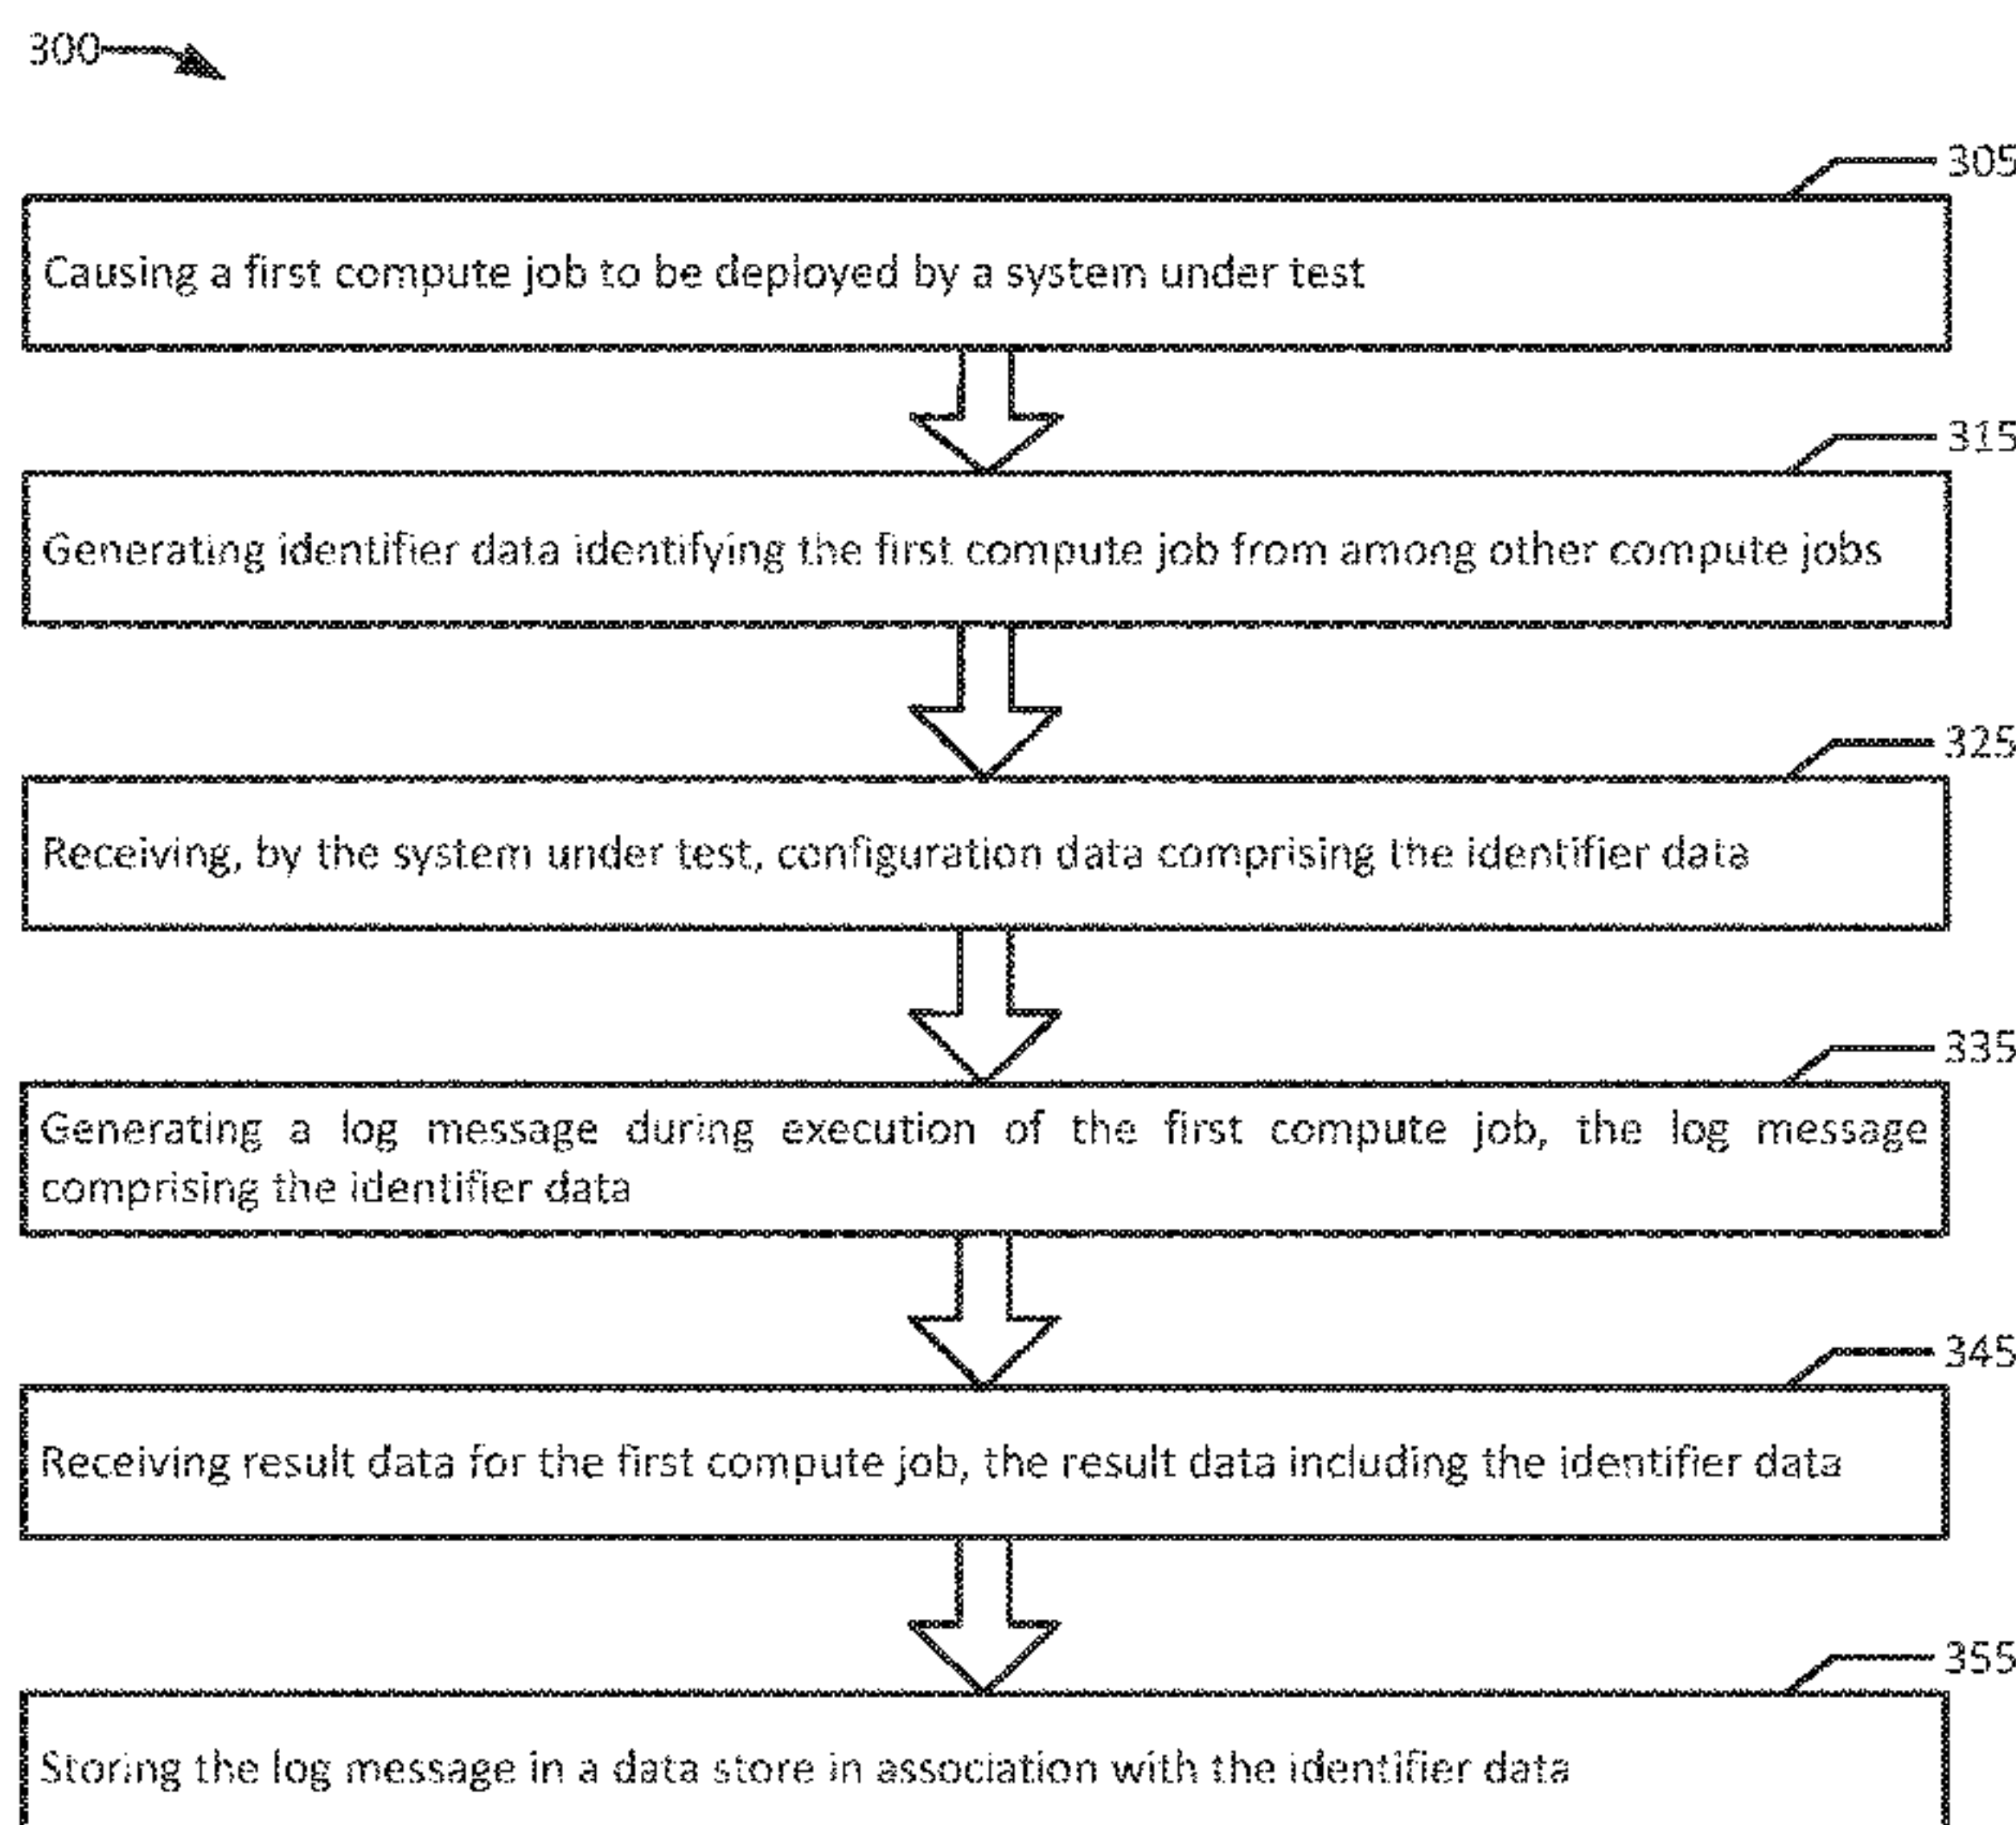 300
305
Causing a first compute job to be deployed by a system under test
315
Generating identifier data identifying the first compute job from among other compute jobs
325
Receiving, by the system under test, configuration data comprising the identifier data
335
Generating a log message during execution of the first compute job, the log message
comprising the identifier data
345
Receiving result data for the first compute job, the result data including the identifier data
355
Storing the log message in a data store in association with the identifier data